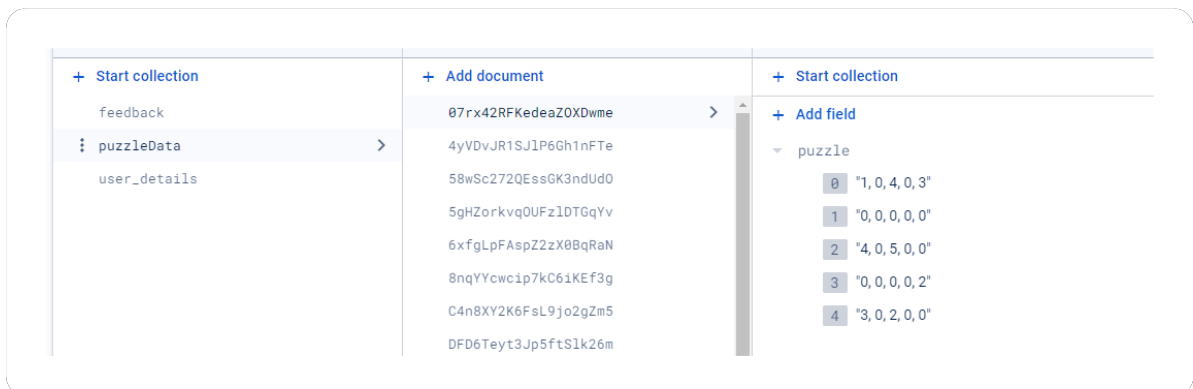 + Start collection
feedback
puzzleData
user_details
+ Add document
07rx42RFKedeaZOXDwme
4yVDvJR1SJlP6Gh1nFTe
58wSc272QEssGK3ndUdO
5gHZorkvqOUFzlDTGqYv
6xfgLpFAspZ2zX0BqRaN
8nqYYcwcip7kC6iKEf3g
C4n8XY2K6FsL9jo2gZm5
DFD6Teyt3Jp5ftSlk26m
+ Start collection
+ Add field
puzzle
0 "1, 0, 4, 0, 3"
1 "0, 0, 0, 0, 0"
2 "4, 0, 5, 0, 0"
3 "0, 0, 0, 0, 2"
4 "3, 0, 2, 0, 0"